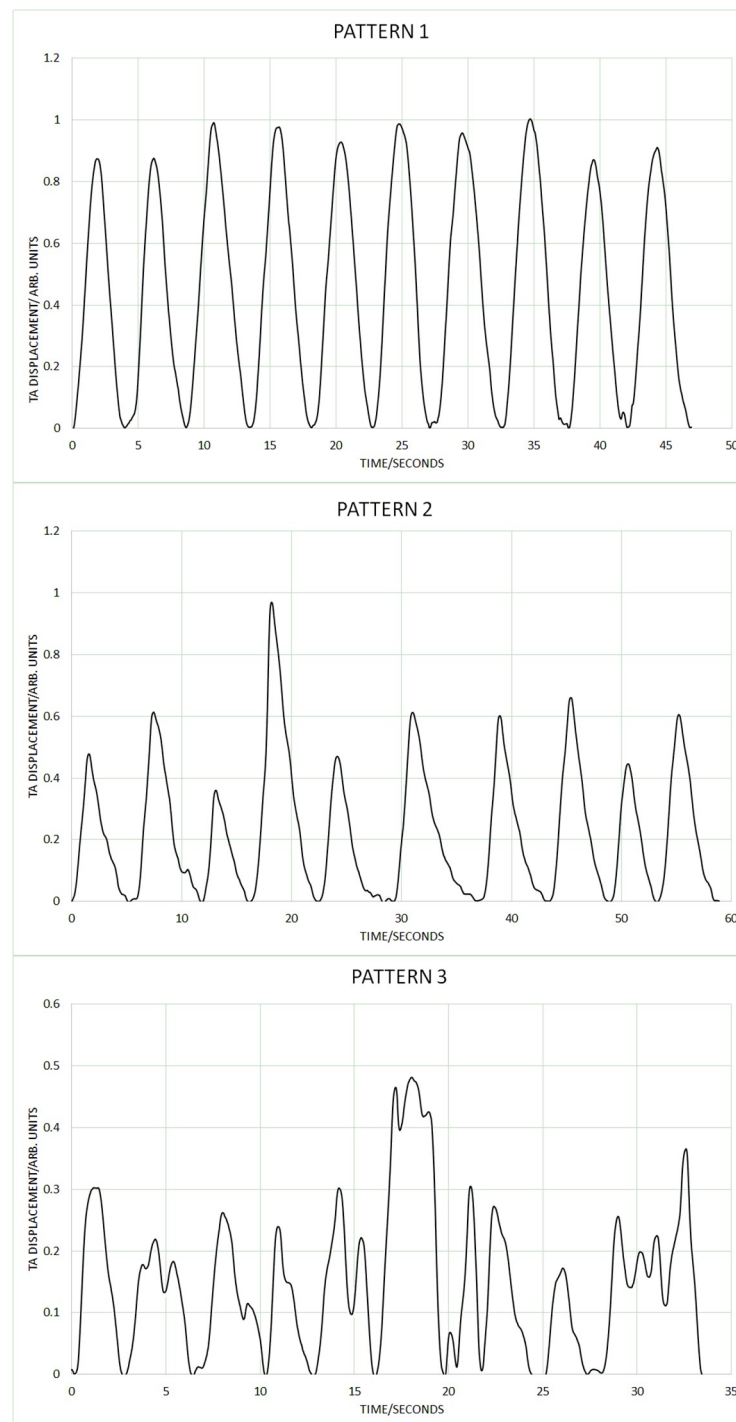 PATTERN 1
1.2
1
0.8
0.6
0.4
0.2
0
TA DISPLACEMENT/ ARB. UNITS
0 5 10 15 20 25 30 35 40 45 50
TIME/SECONDS
PATTERN 2
1.2
1
0.8
0.6
0.4
0.2
0
TA DISPLACEMENT/ARB. UNITS
0 10 20 30 40 50 60
TIME/SECONDS
PATTERN 3
0.6
0.5
0.4
0.3
0.2
0.1
0
TA DISPLACEMENT/ARB. UNITS
0 5 10 15 20 25 30 35
TIME/SECONDS